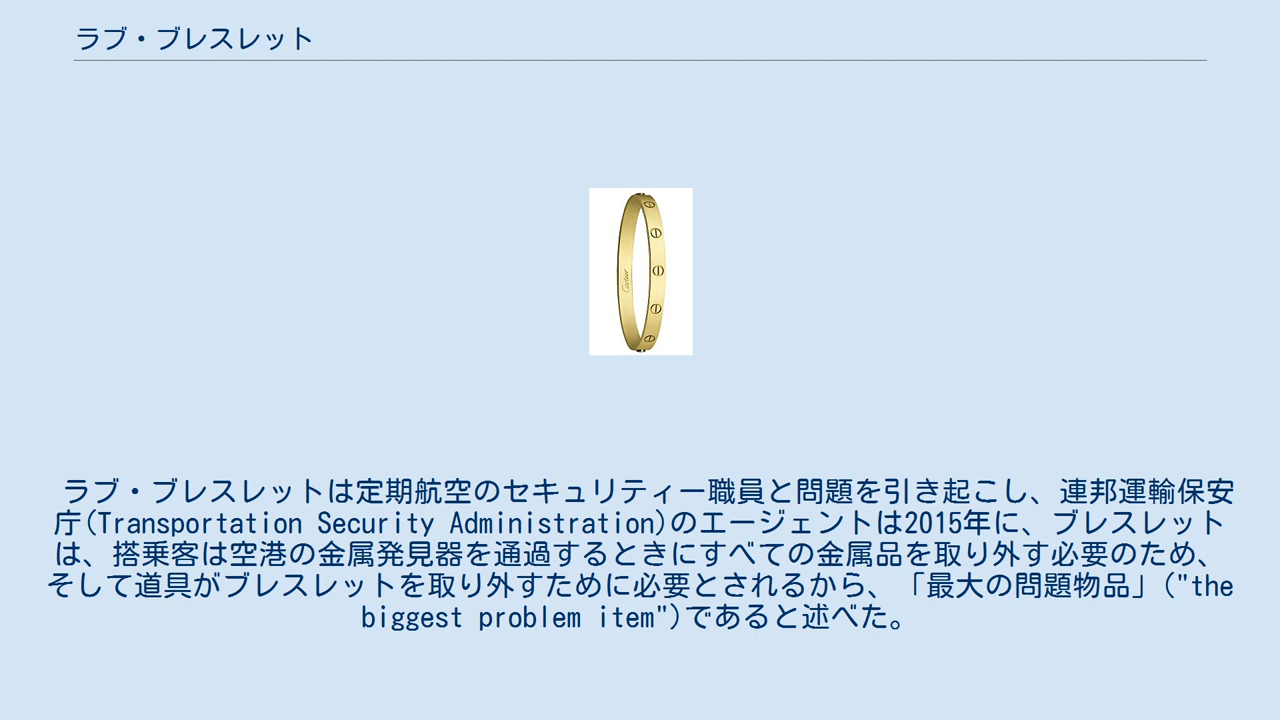 ラブ・ブレスレット
Cartier
ラブ・ブレスレットは定期航空のセキュリティー職員と問題を引き起こし、連邦運輸保安
庁(Transportation Security Administration)のエージェントは2015年に、ブレスレット
は、搭乗客は空港の金属発見器を通過するときにすべての金属品を取り外す必要のため、
そして道具がブレスレットを取り外すために必要とされるから、「最大の問題物品」("the
biggest problem item")であると述べた。